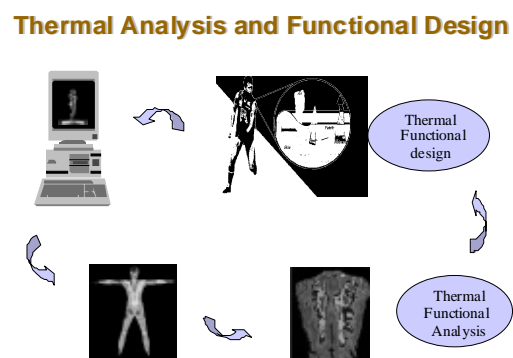 Thermal Analysis and Functional Design
Thermal
Functional
design
Thermal
Functional
Analysis